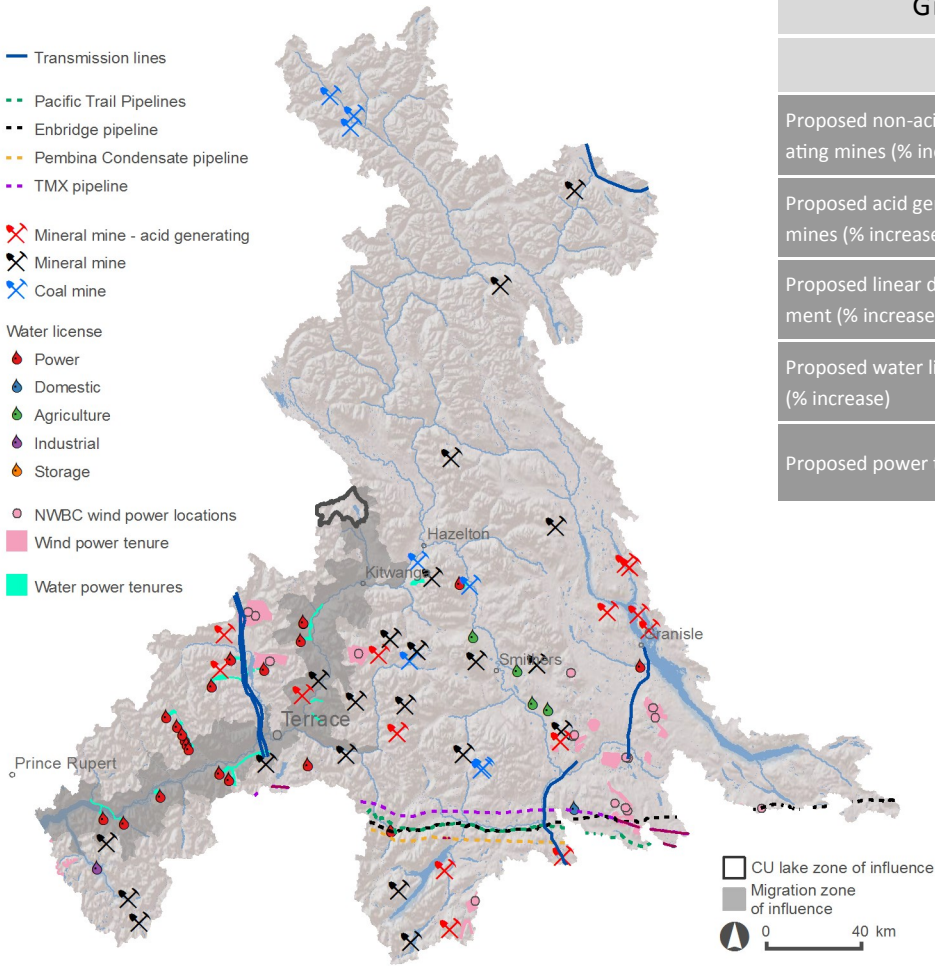 Transmission lines
Pacific Trail Pipelines
Enbridge pipeline
Pembina Condensate pipeline
TMX pipeline
Mineral mine - acid generating
Mineral mine
Coal mine
Water license
Power
Domestic
Agriculture
Industrial
Storage
NWBC wind power locations
Wind power tenure
Water power tenures
Hazelton
Kitwanga
Granisle
Smithers
Terrace
Prince Rupert
CU lake zone of influence
Migration zone
of influence
0 40 km
Proposed non-aci
ating mines (% inc
Proposed acid ge
mines (% increase
Proposed linear d
ment (% increase
Proposed water li
(% increase)
Proposed power t